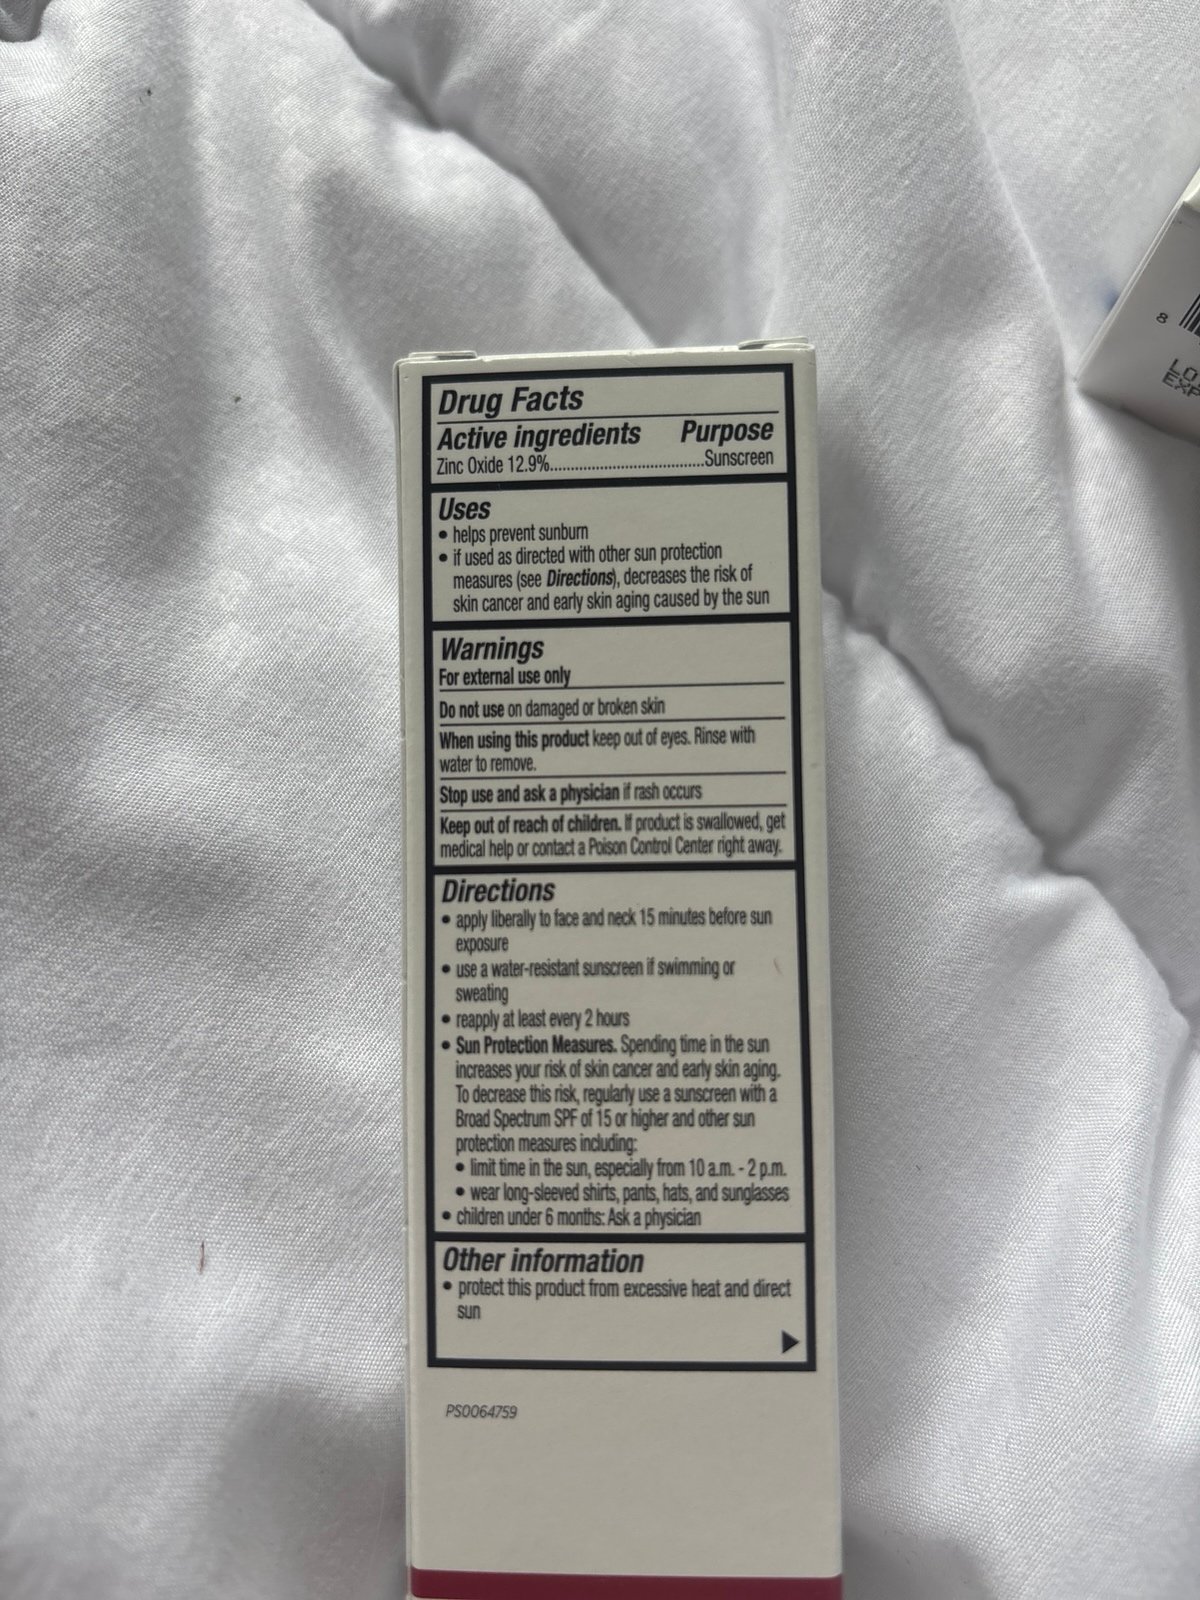 Drug Facts
Active ingredients Purpose
Zinc Oxide 12.9%......................................Sunscreen
Uses
• helps prevent sunburn
• if used as directed with other sun protection
measures (see Directions), decreases the risk of
skin cancer and early skin aging caused by the sun
Warnings
For external use only
Do not use on damaged or broken skin
When using this product keep out of eyes. Rinse with
water to remove.
Stop use and ask a physician if rash occurs
Keep out of reach of children. If product is swallowed, get
medical help or contact a Poison Control Center right away.
Directions
• apply liberally to face and neck 15 minutes before sun
exposure
• use a water-resistant sunscreen if swimming or
sweating
• reapply at least every 2 hours
• Sun Protection Measures. Spending time in the sun
increases your risk of skin cancer and early skin aging.
To decrease this risk, regularly use a sunscreen with a
Broad Spectrum SPF of 15 or higher and other sun
protection measures including:
• limit time in the sun, especially from 10 a.m. - 2 p.m.
• wear long-sleeved shirts, pants, hats, and sunglasses
• children under 6 months: Ask a physician
Other information
• protect this product from excessive heat and direct
sun
PS0064759
8
LO
EXP